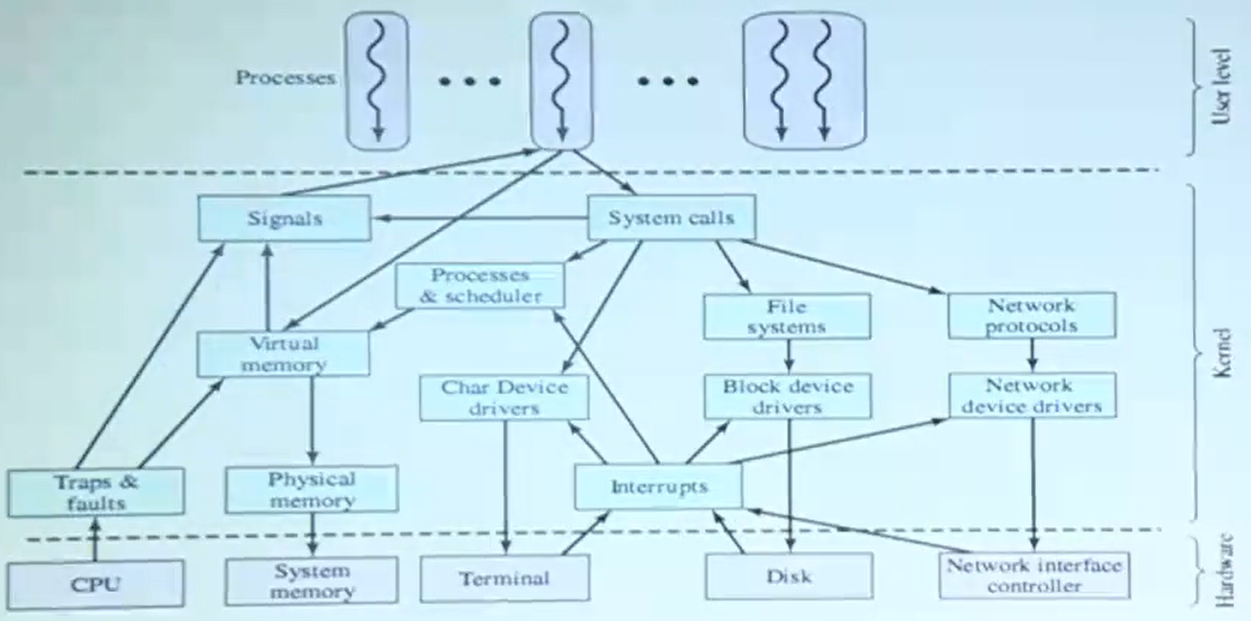 Processes
User level
Signals
System calls
Processes
& scheduler
File
systems
Network
protocols
Virtual
memory
Kernel
Char Device
drivers
Block device
drivers
Network
device drivers
Traps &
faults
Physical
memory
Interrupts
CPU
System
memory
Terminal
Disk
Network interface
controller
Hardware